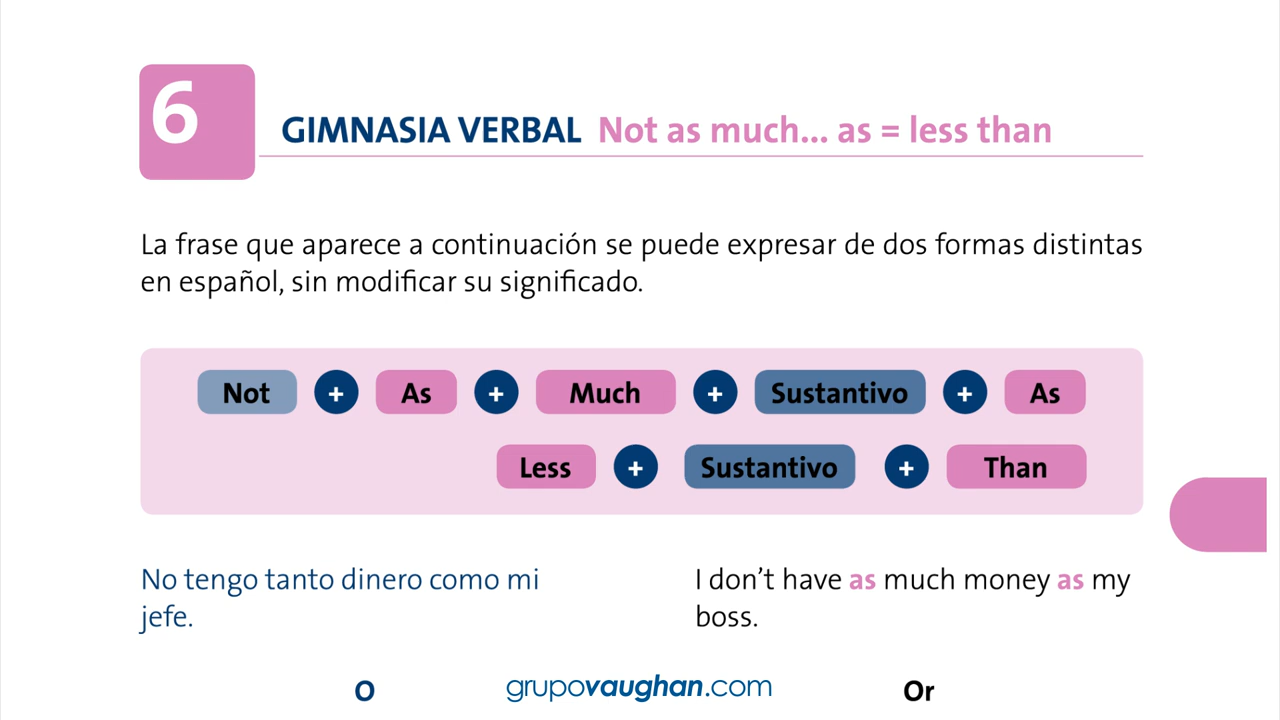 6
GIMNASIA VERBAL Not as much... as = less than
La frase que aparece a continuación se puede expresar de dos formas distintas
en español, sin modificar su significado.
Not + As + Much + Sustantivo + As
Less + Sustantivo + Than
No tengo tanto dinero como mi
jefe.
I don’t have as much money as my
boss.
O
grupovaughan.com
Or